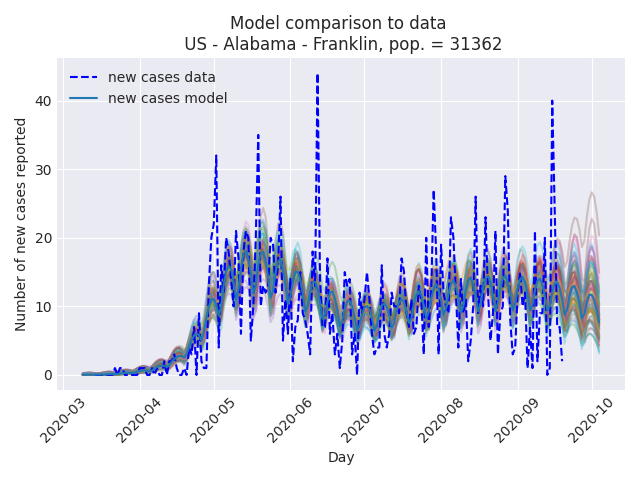 Model comparison to data
US - Alabama - Franklin, pop. = 31362
new cases data
new cases model
Number of new cases reported
40
30
20
10
0
2020-03
2020-04
2020-05
2020-06
2020-07
2020-08
2020-09
2020-10
Day